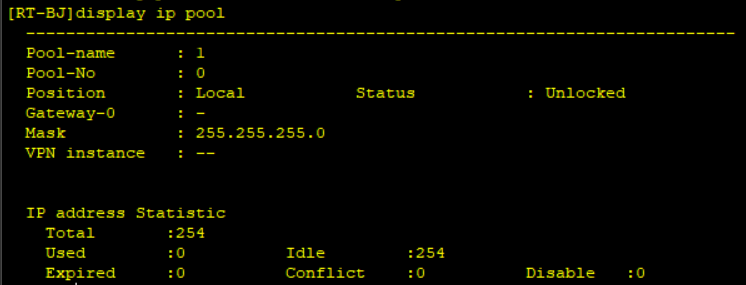 [RT-BJ]display ip pool
-----------------------------------------------------------------------
Pool-name : 1
Pool-No : 0
Position : Local Status : Unlocked
Gateway-0 : -
Mask : 255.255.255.0
VPN instance : --
IP address Statistic
Total :254
Used :0 Idle :254
Expired :0 Conflict :0 Disable :0